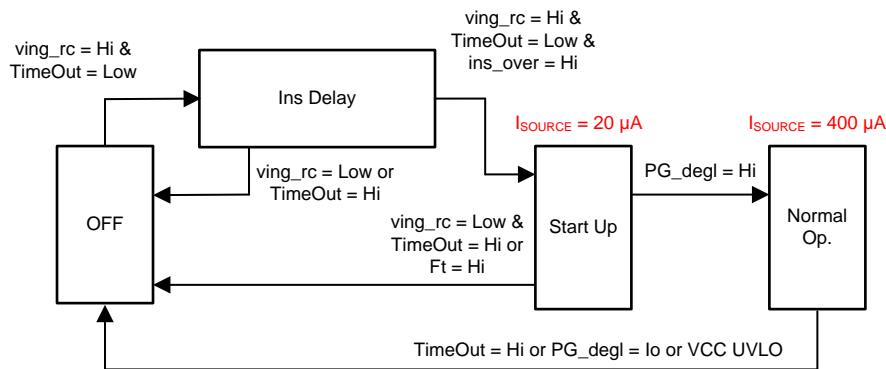 ving_rc = Hi &
TimeOut = Low &
ins_over = Hi
ving_rc = Hi &
TimeOut = Low
Ins Delay
ISOURCE = 20 µA
ISOURCE = 400 µA
ving_rc = Low or
TimeOut = Hi
PG_degl = Hi
OFF
ving_rc = Low &
TimeOut = Hi or
Ft = Hi
Start Up
Normal
Op.
TimeOut = Hi or PG_degl = lo or VCC UVLO